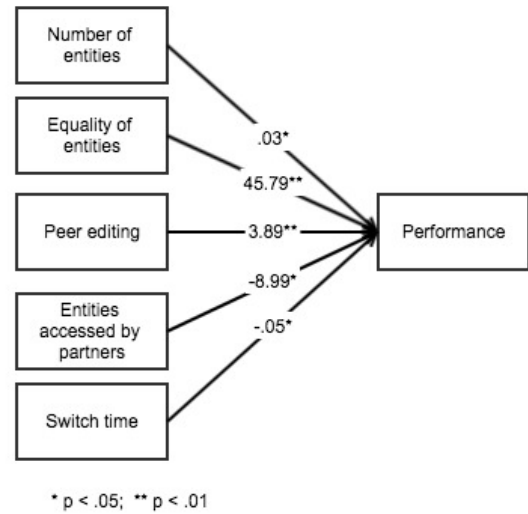 Number of
entities
Equality of
entities
Peer editing
Entities
accessed by
partners
Switch time
.03*
45.79**
3.89**
-8.99*
-.05*
Performance
* p < .05; ** p < .01